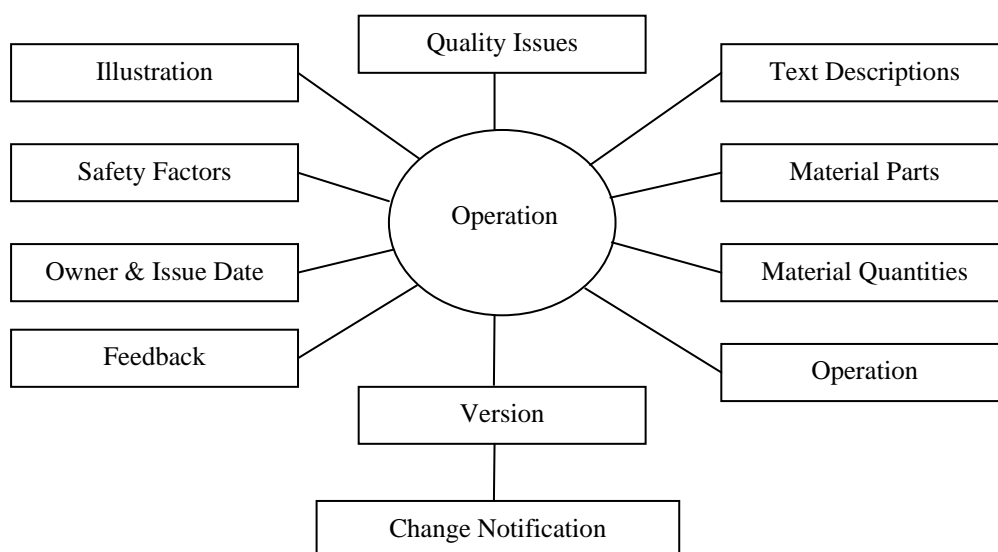 Quality Issues
Illustration
Text Descriptions
Safety Factors
Material Parts
Operation
Owner & Issue Date
Material Quantities
Feedback
Operation
Version
Change Notification